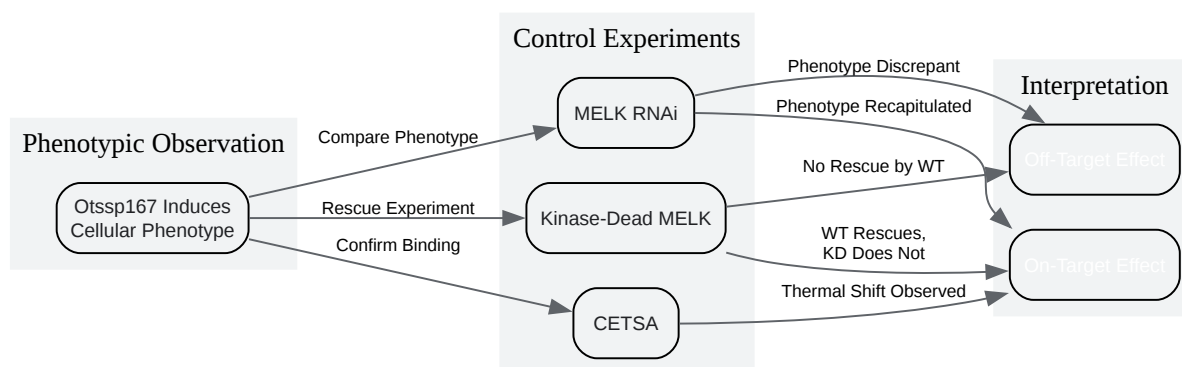 Phenotypic Observation
Otssp167 Induces
Cellular Phenotype
Compare Phenotype
Rescue Experiment
Confirm Binding
Control Experiments
MELK RNAi
Kinase-Dead MELK
CETSA
Phenotype Discrepant
Phenotype Recapitulated
No Rescue by WT
WT Rescues,
KD Does Not
Thermal Shift Observed
Interpretation
Off-Target Effect
On-Target Effect